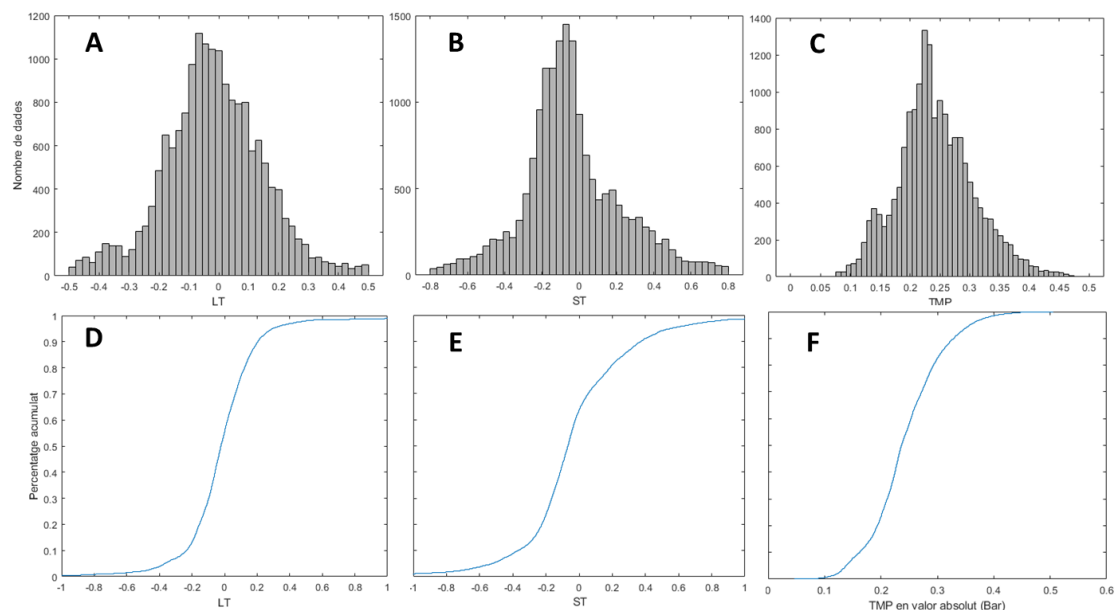 A
B
C
Nombre de dades
1200
1000
800
600
400
200
0
-0.5 -0.4 -0.3 -0.2 -0.1 0 0.1 0.2 0.3 0.4 0.5
LT
1500
1000
500
0
-0.8 -0.6 -0.4 -0.2 0 0.2 0.4 0.6 0.8
ST
1400
1200
1000
800
600
400
200
0
0 0.05 0.1 0.15 0.2 0.25 0.3 0.35 0.4 0.45 0.5
TMP
D
E
F
Percentatge acumulat
1
0.9
0.8
0.7
0.6
0.5
0.4
0.3
0.2
0.1
0
-1 -0.8 -0.6 -0.4 -0.2 0 0.2 0.4 0.6 0.8 1
LT
-1 -0.8 -0.6 -0.4 -0.2 0 0.2 0.4 0.6 0.8 1
ST
0 0.1 0.2 0.3 0.4 0.5 0.6
TMP en valor absolut (Bar)